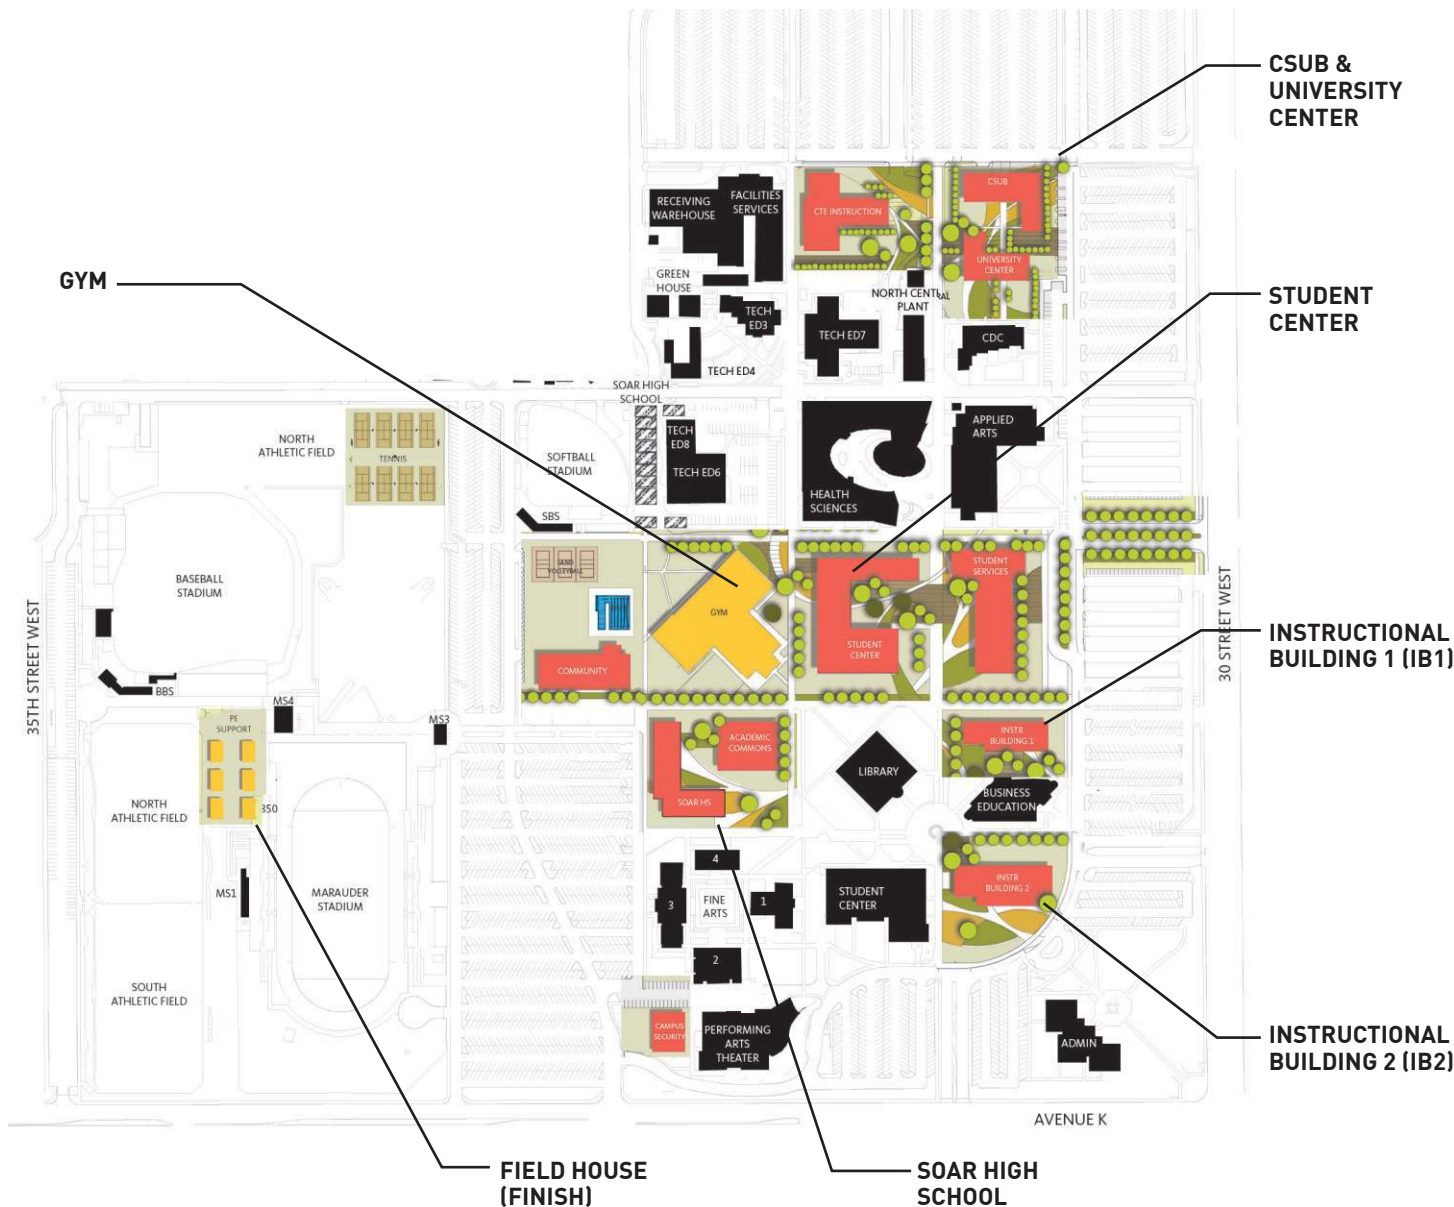 CSUB &
UNIVERSITY
CENTER
CSUB
RECEIVING
WAREHOUSE
FACILITIES
SERVICES
CTE INSTRUCTION
UNIVERSITY
CENTER
GYM
GREEN
HOUSE
NORTH CENTRAL
PLANT
STUDENT
CENTER
TECH
ED3
TECH ED7
CDC
TECH ED4
SOAR HIGH
SCHOOL
NORTH
ATHLETIC FIELD
TENNIS
SOFTBALL
STADIUM
TECH
ED8
TECH ED6
APPLIED
ARTS
HEALTH
SCIENCES
SBS
SAND
VOLLEYBALL
STUDENT
SERVICES
BASEBALL
STADIUM
GYM
STUDENT
CENTER
COMMUNITY
35TH STREET WEST
30 STREET WEST
INSTRUCTIONAL
BUILDING 1 (IB1)
BBS
MS4
MS3
PE
SUPPORT
ACADEMIC
COMMONS
INSTR
BUILDING 1
LIBRARY
BUSINESS
EDUCATION
SOAR HS
NORTH
ATHLETIC FIELD
350
MS1
MARAUDER
STADIUM
4
3
FINE
ARTS
1
2
STUDENT
CENTER
INSTR
BUILDING 2
SOUTH
ATHLETIC FIELD
CAMPUS
SECURITY
PERFORMING
ARTS
THEATER
ADMIN
INSTRUCTIONAL
BUILDING 2 (IB2)
AVENUE K
FIELD HOUSE
(FINISH)
SOAR HIGH
SCHOOL